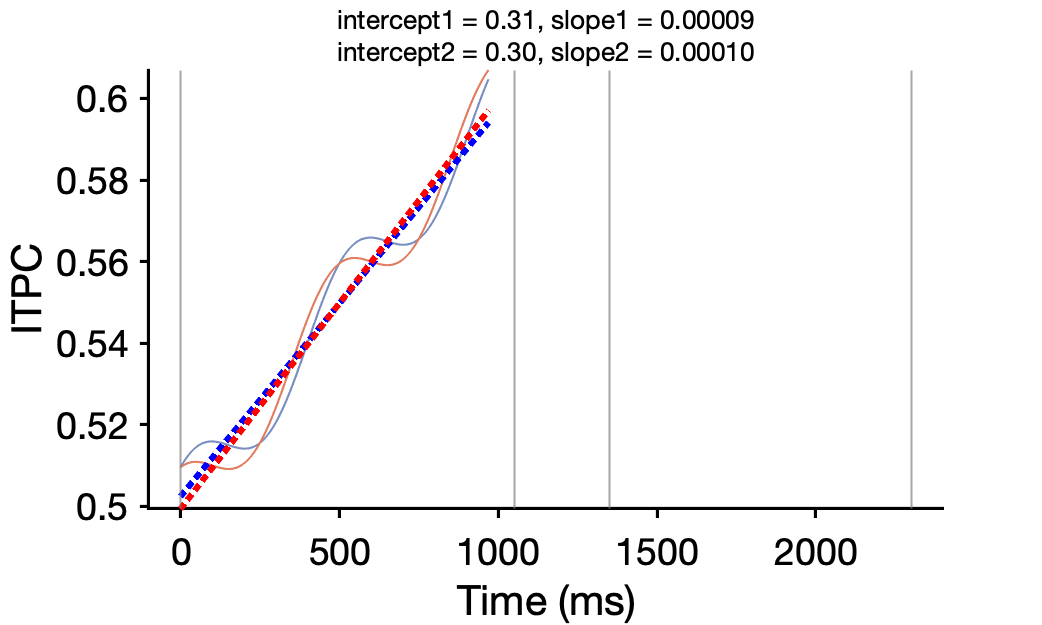 intercept1 = 0.31, slope1 = 0.00009
intercept2 = 0.30, slope2 = 0.00010
0.6
0.58
0.56
0.54
0.52
0.5
ITPC
0 500 1000 1500 2000
Time (ms)